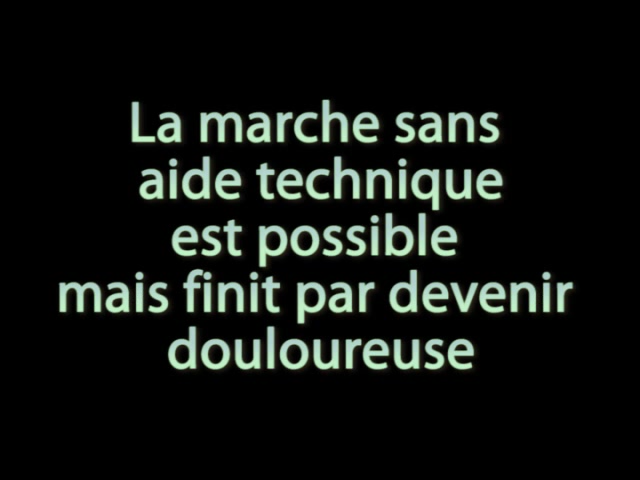 La marche sans
aide technique
est possible
mais finit par devenir
douloureuse